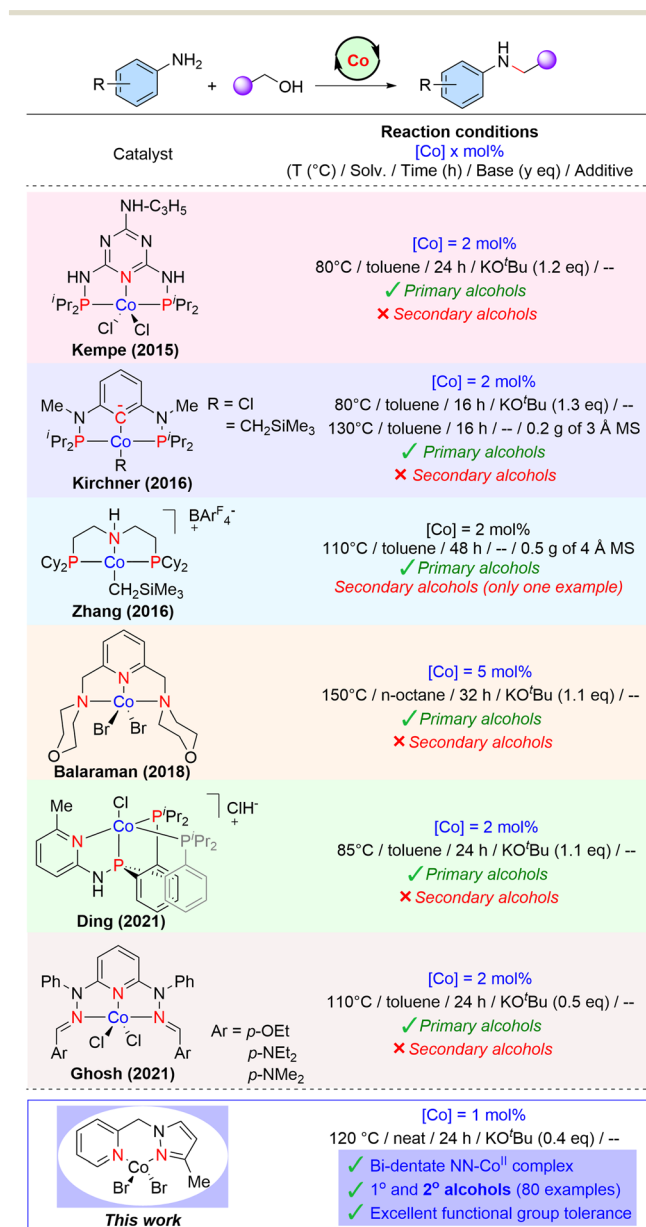 NH₂
R
+
OH
Co
R
H
N
Reaction conditions
Catalyst
[Co] x mol%
(T (°C) / Solv. / Time (h) / Base (y eq) / Additive
NH-C₃H₅
N N
HN N NH
ⁱPr₂P Co PⁱPr₂
Cl Cl
Kempe (2015)
[Co] = 2 mol%
80°C / toluene / 24 h / KOᵗBu (1.2 eq) / --
✓ Primary alcohols
× Secondary alcohols
Me N C⁻ N Me
ⁱPr₂P Co PⁱPr₂
R
R = Cl
= CH₂SiMe₃
Kirchner (2016)
[Co] = 2 mol%
80°C / toluene / 16 h / KOᵗBu (1.3 eq) / --
130°C / toluene / 16 h / -- / 0.2 g of 3 Å MS
✓ Primary alcohols
× Secondary alcohols
H
N
Cy₂P Co PCy₂
CH₂SiMe₃
+ BArF₄⁻
Zhang (2016)
[Co] = 2 mol%
110°C / toluene / 48 h / -- / 0.5 g of 4 Å MS
✓ Primary alcohols
Secondary alcohols (only one example)
N
N Co N
Br Br
O O
Balaraman (2018)
[Co] = 5 mol%
150°C / n-octane / 32 h / KOᵗBu (1.1 eq) / --
✓ Primary alcohols
× Secondary alcohols
Me
Cl
N Co PⁱPr₂
PⁱPr₂
N P
H
+ ClH⁻
Ding (2021)
[Co] = 2 mol%
85°C / toluene / 24 h / KOᵗBu (1.1 eq) / --
✓ Primary alcohols
× Secondary alcohols
Ph N N N Ph
N Co N
Cl Cl
Ar Ar
Ar = p-OEt
p-NEt₂
p-NMe₂
Ghosh (2021)
[Co] = 2 mol%
110°C / toluene / 24 h / KOᵗBu (0.5 eq) / --
✓ Primary alcohols
× Secondary alcohols
N
N N
Co
Br Br
Me
This work
[Co] = 1 mol%
120 °C / neat / 24 h / KOᵗBu (0.4 eq) / --
✓ Bi-dentate NN-Coᴵᴵ complex
✓ 1º and 2º alcohols (80 examples)
✓ Excellent functional group tolerance